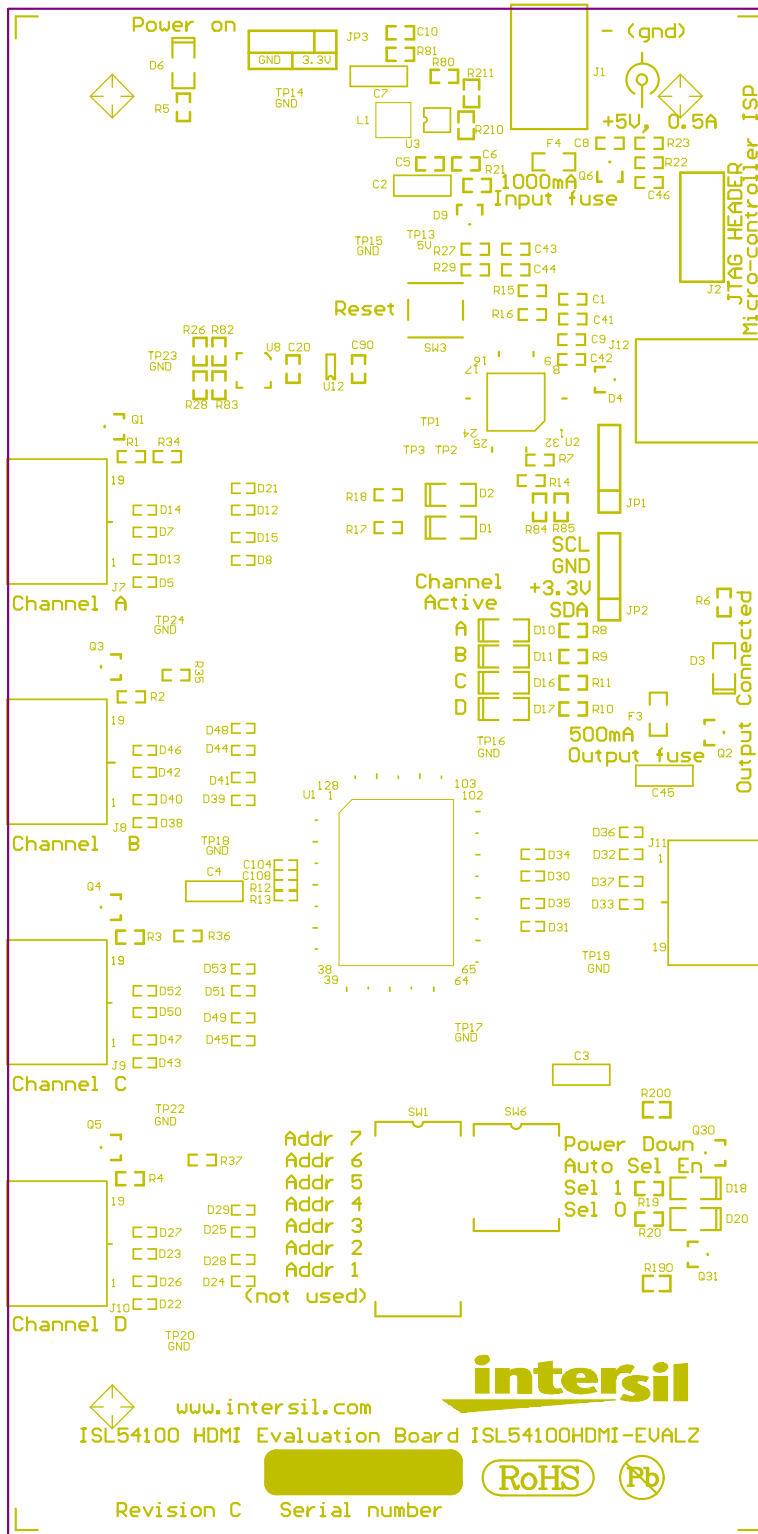 Power on
D6
R5
GND 3.3V
JP3
C10
R81
C7
R80
R211
TP14
GND
L1
U3
R210
J1
- (gnd)
+5V, 0.5A
JTAG HEADER
Micro-controller ISP
C5
C6
C2
R21
F4
1000mA
Input fuse
C8
R23
R22
Q6
C46
J2
D9
TP13
5V
TP15
GND
R27
C43
R29
C44
Reset
SW3
R15
R16
C1
C41
C9
C42
J12
R26
R82
U8
C20
C90
TP23
GND
R28
R83
U12
16
9
17
8
24
1
25
32
U2
D4
TP1
TP3
TP2
R7
R14
Q1
R1
R34
19
D14
D7
1
D13
D5
J7
Channel A
D21
D12
D15
D8
R18
R17
D2
D1
R84
R85
JP1
SCL
GND
+3.3V
SDA
JP2
Channel
Active
A
D10
R8
B
D11
R9
C
D16
R11
D
D17
R10
TP16
GND
R6
D3
F3
500mA
Output fuse
Q2
Output Connected
C45
TP24
GND
Q3
R35
R2
19
D46
D42
1
D40
D38
J8
Channel B
D48
D44
D41
D39
U1
128
1
103
102
38
39
65
64
TP18
GND
C4
C104
C108
R12
R13
D34
D30
D35
D31
D36
D32
D37
D33
J11
1
19
TP19
GND
Q4
R3
R36
19
D52
D50
1
D47
D43
J9
Channel C
D53
D51
D49
D45
TP17
GND
C3
TP22
GND
Q5
R4
R37
19
D27
D23
1
D26
D22
J10
Channel D
D29
D25
D28
D24
TP20
GND
SW1
SW6
Addr 7
Addr 6
Addr 5
Addr 4
Addr 3
Addr 2
Addr 1
(not used)
R200
Power Down
Auto Sel En
Sel 1
Sel 0
Q30
R19
D18
R20
D20
R190
Q31
intersil
www.intersil.com
ISL54100 HDMI Evaluation Board ISL54100HDMI-EVALZ
RoHS
Pb
Revision C Serial number